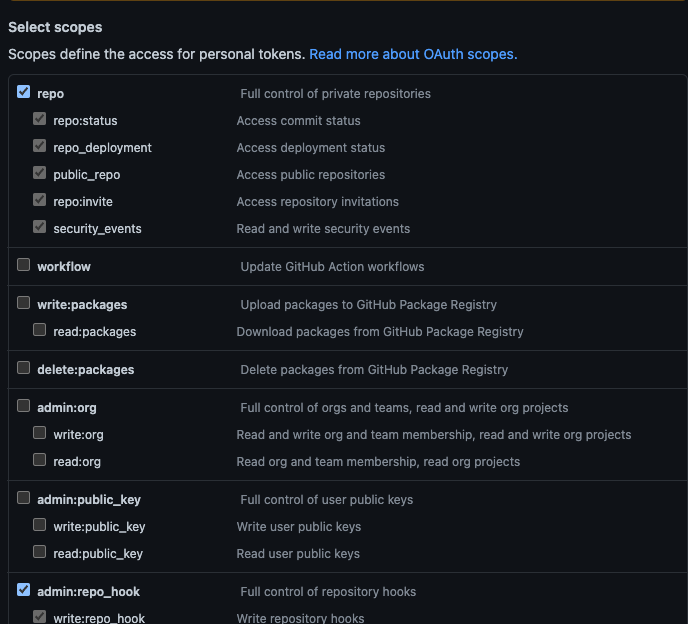 Select scopes
Scopes define the access for personal tokens. Read more about OAuth scopes.
repo Full control of private repositories
repo:status Access commit status
repo_deployment Access deployment status
public_repo Access public repositories
repo:invite Access repository invitations
security_events Read and write security events
workflow Update GitHub Action workflows
write:packages Upload packages to GitHub Package Registry
read:packages Download packages from GitHub Package Registry
delete:packages Delete packages from GitHub Package Registry
admin:org Full control of orgs and teams, read and write org projects
write:org Read and write org and team membership, read and write org projects
read:org Read org and team membership, read org projects
admin:public_key Full control of user public keys
write:public_key Write user public keys
read:public_key Read user public keys
admin:repo_hook Full control of repository hooks
write:repo_hook Write repository hooks